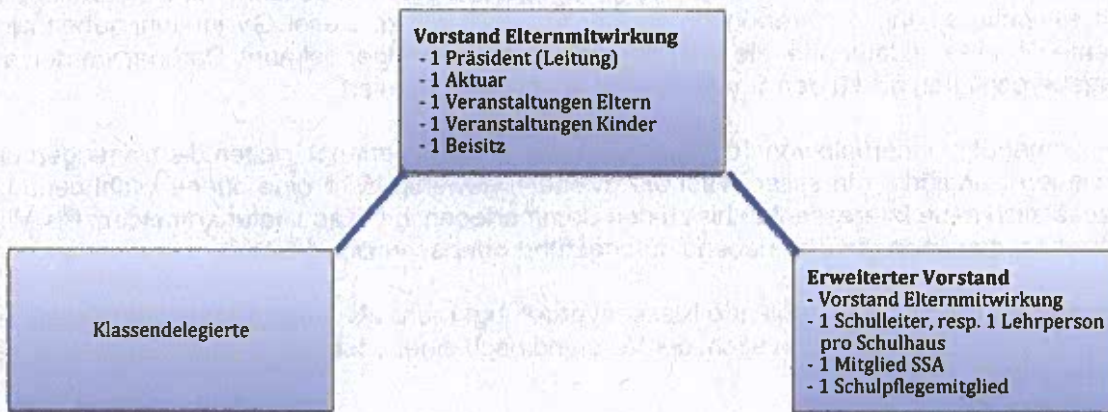 Vorstand Elternmitwirkung
- 1 Präsident (Leitung)
- 1 Aktuar
- 1 Veranstaltungen Eltern
- 1 Veranstaltungen Kinder
- 1 Beisitz
Klassendelegierte
Erweiterter Vorstand
- Vorstand Elternmitwirkung
- 1 Schulleiter, resp. 1 Lehrperson
pro Schulhaus
- 1 Mitglied SSA
- 1 Schulpflegemitglied